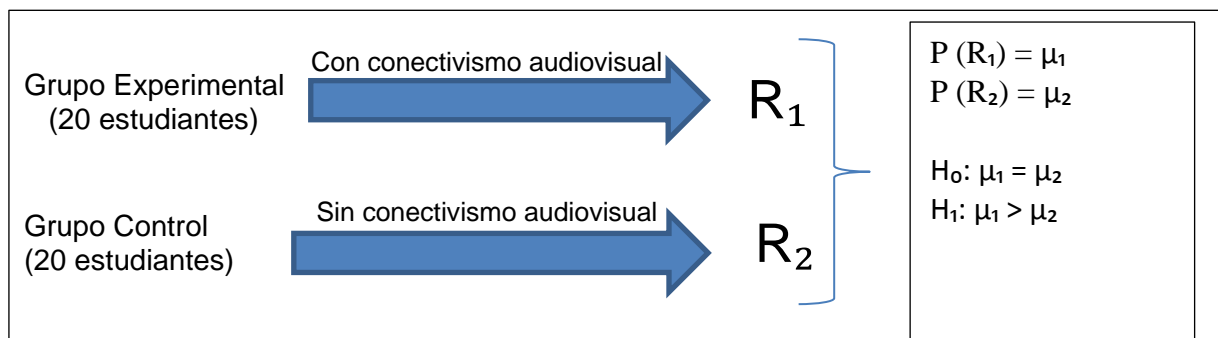 Grupo Experimental
(20 estudiantes)
Con conectivismo audiovisual
R₁
Grupo Control
(20 estudiantes)
Sin conectivismo audiovisual
R₂
P (R₁) = μ₁
P (R₂) = μ₂
H₀: μ₁ = μ₂
H₁: μ₁ > μ₂